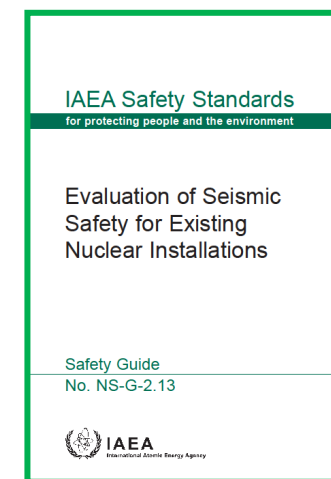 IAEA Safety Standards
for protecting people and the environment
Evaluation of Seismic
Safety for Existing
Nuclear Installations
Safety Guide
No. NS-G-2.13
IAEA
International Atomic Energy Agency